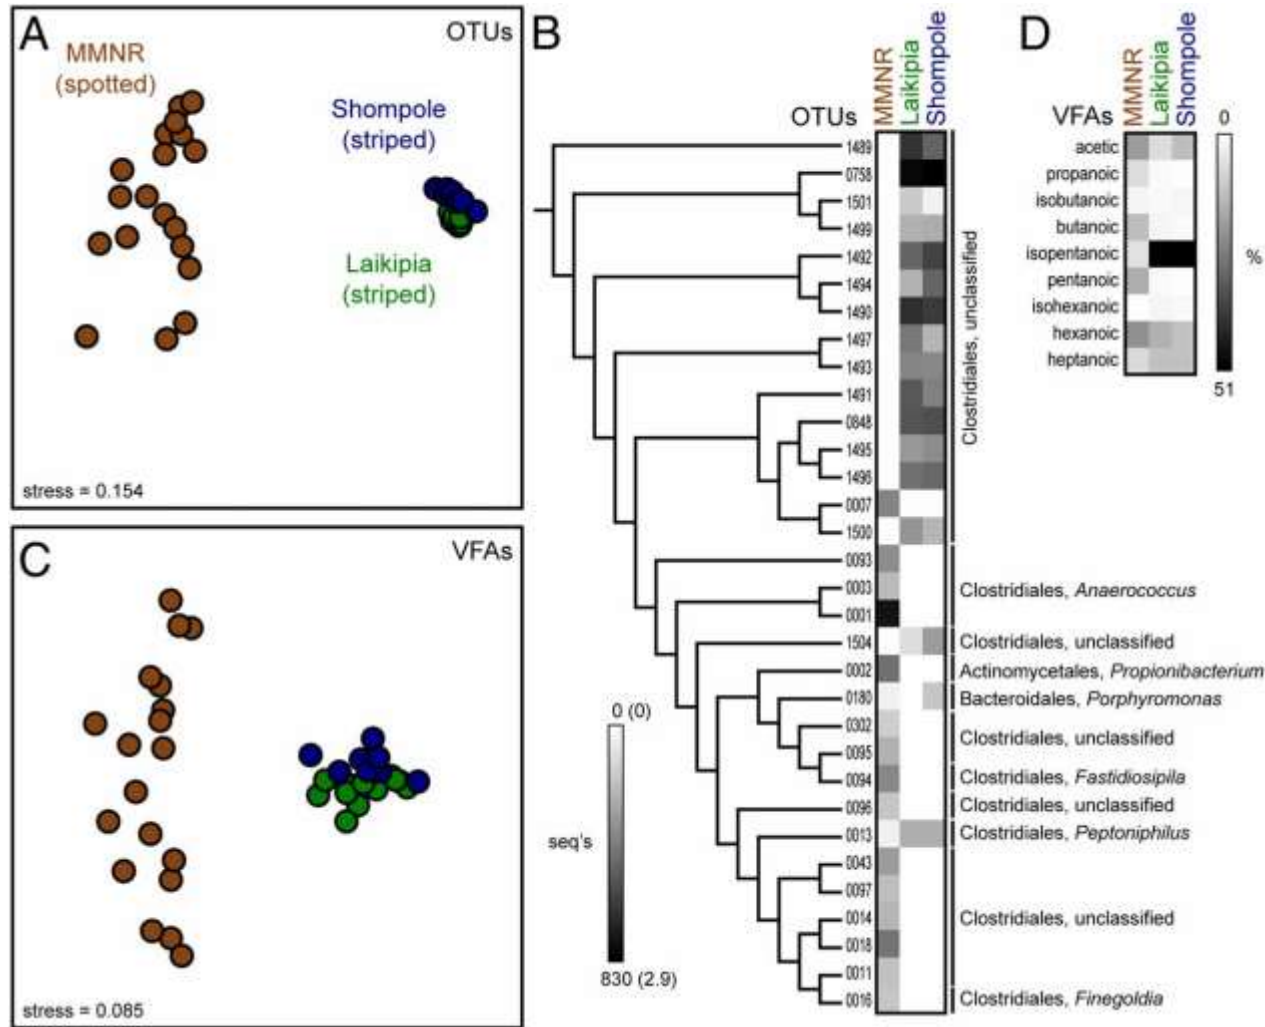 A
OTUs
MMNR
(spotted)
Shompole
(striped)
Laikipia
(striped)
stress = 0.154
C
VFAs
stress = 0.085
B
OTUs
MMNR
Laikipia
Shompole
1489
0758
1501
1499
1492
1494
1490
1497
1493
1491
0848
1495
1496
0007
1500
0093
0003
0001
1504
0002
0180
0302
0095
0094
0096
0013
0043
0097
0014
0018
0011
0016
Clostridiales, unclassified
Clostridiales, Anaerococcus
Clostridiales, unclassified
Actinomycetales, Propionibacterium
Bacteroidales, Porphyromonas
Clostridiales, unclassified
Clostridiales, Fastidiosipila
Clostridiales, unclassified
Clostridiales, Peptoniphilus
Clostridiales, unclassified
Clostridiales, Finegoldia
0 (0)
seq's
830 (2.9)
D
VFAs
MMNR
Laikipia
Shompole
acetic
propanoic
isobutanoic
butanoic
isopentanoic
pentanoic
isohexanoic
hexanoic
heptanoic
0
%
51